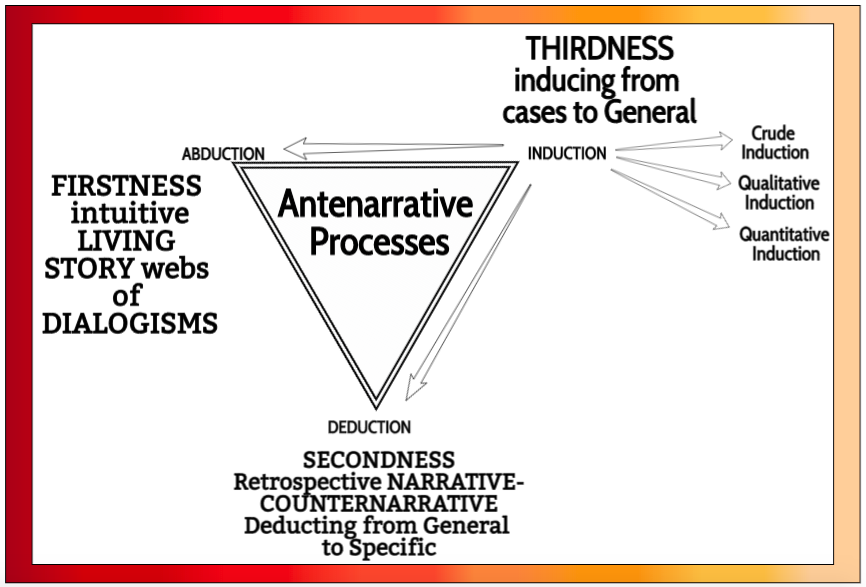 THIRDNESS
inducing from
cases to General
ABDUCTION
INDUCTION
Crude
Induction
Qualitative
Induction
Quantitative
Induction
FIRSTNESS
intuitive
LIVING
STORY webs
of
DIALOGISMS
Antenarrative
Processes
DEDUCTION
SECONDNESS
Retrospective NARRATIVE-
COUNTERNARRATIVE
Deducting from General
to Specific